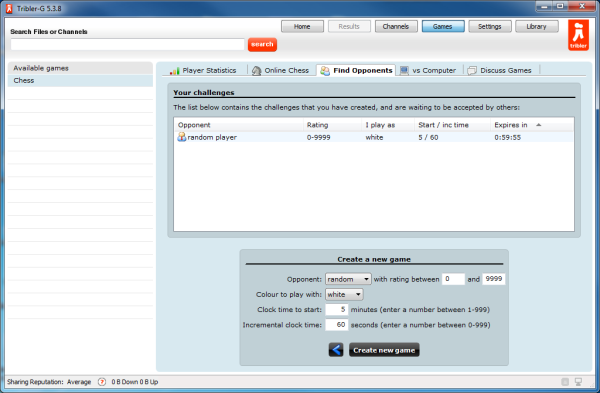 Tribler-G 5.3.8
Search Files or Channels
search
Home Results Channels Games Settings Library
tribler
Available games
Chess
Player Statistics Online Chess Find Opponents vs Computer Discuss Games
Your challenges
The list below contains the challenges that you have created, and are waiting to be accepted by others:
Opponent Rating I play as Start / inc time Expires in
random player 0-9999 white 5 / 60 0:59:55
Create a new game
Opponent: random with rating between 0 and 9999
Colour to play with: white
Clock time to start: 5 minutes (enter a number between 1-999)
Incremental clock time: 60 seconds (enter a number between 0-999)
Create new game
Sharing Reputation: Average ? 0 B Down 0 B Up